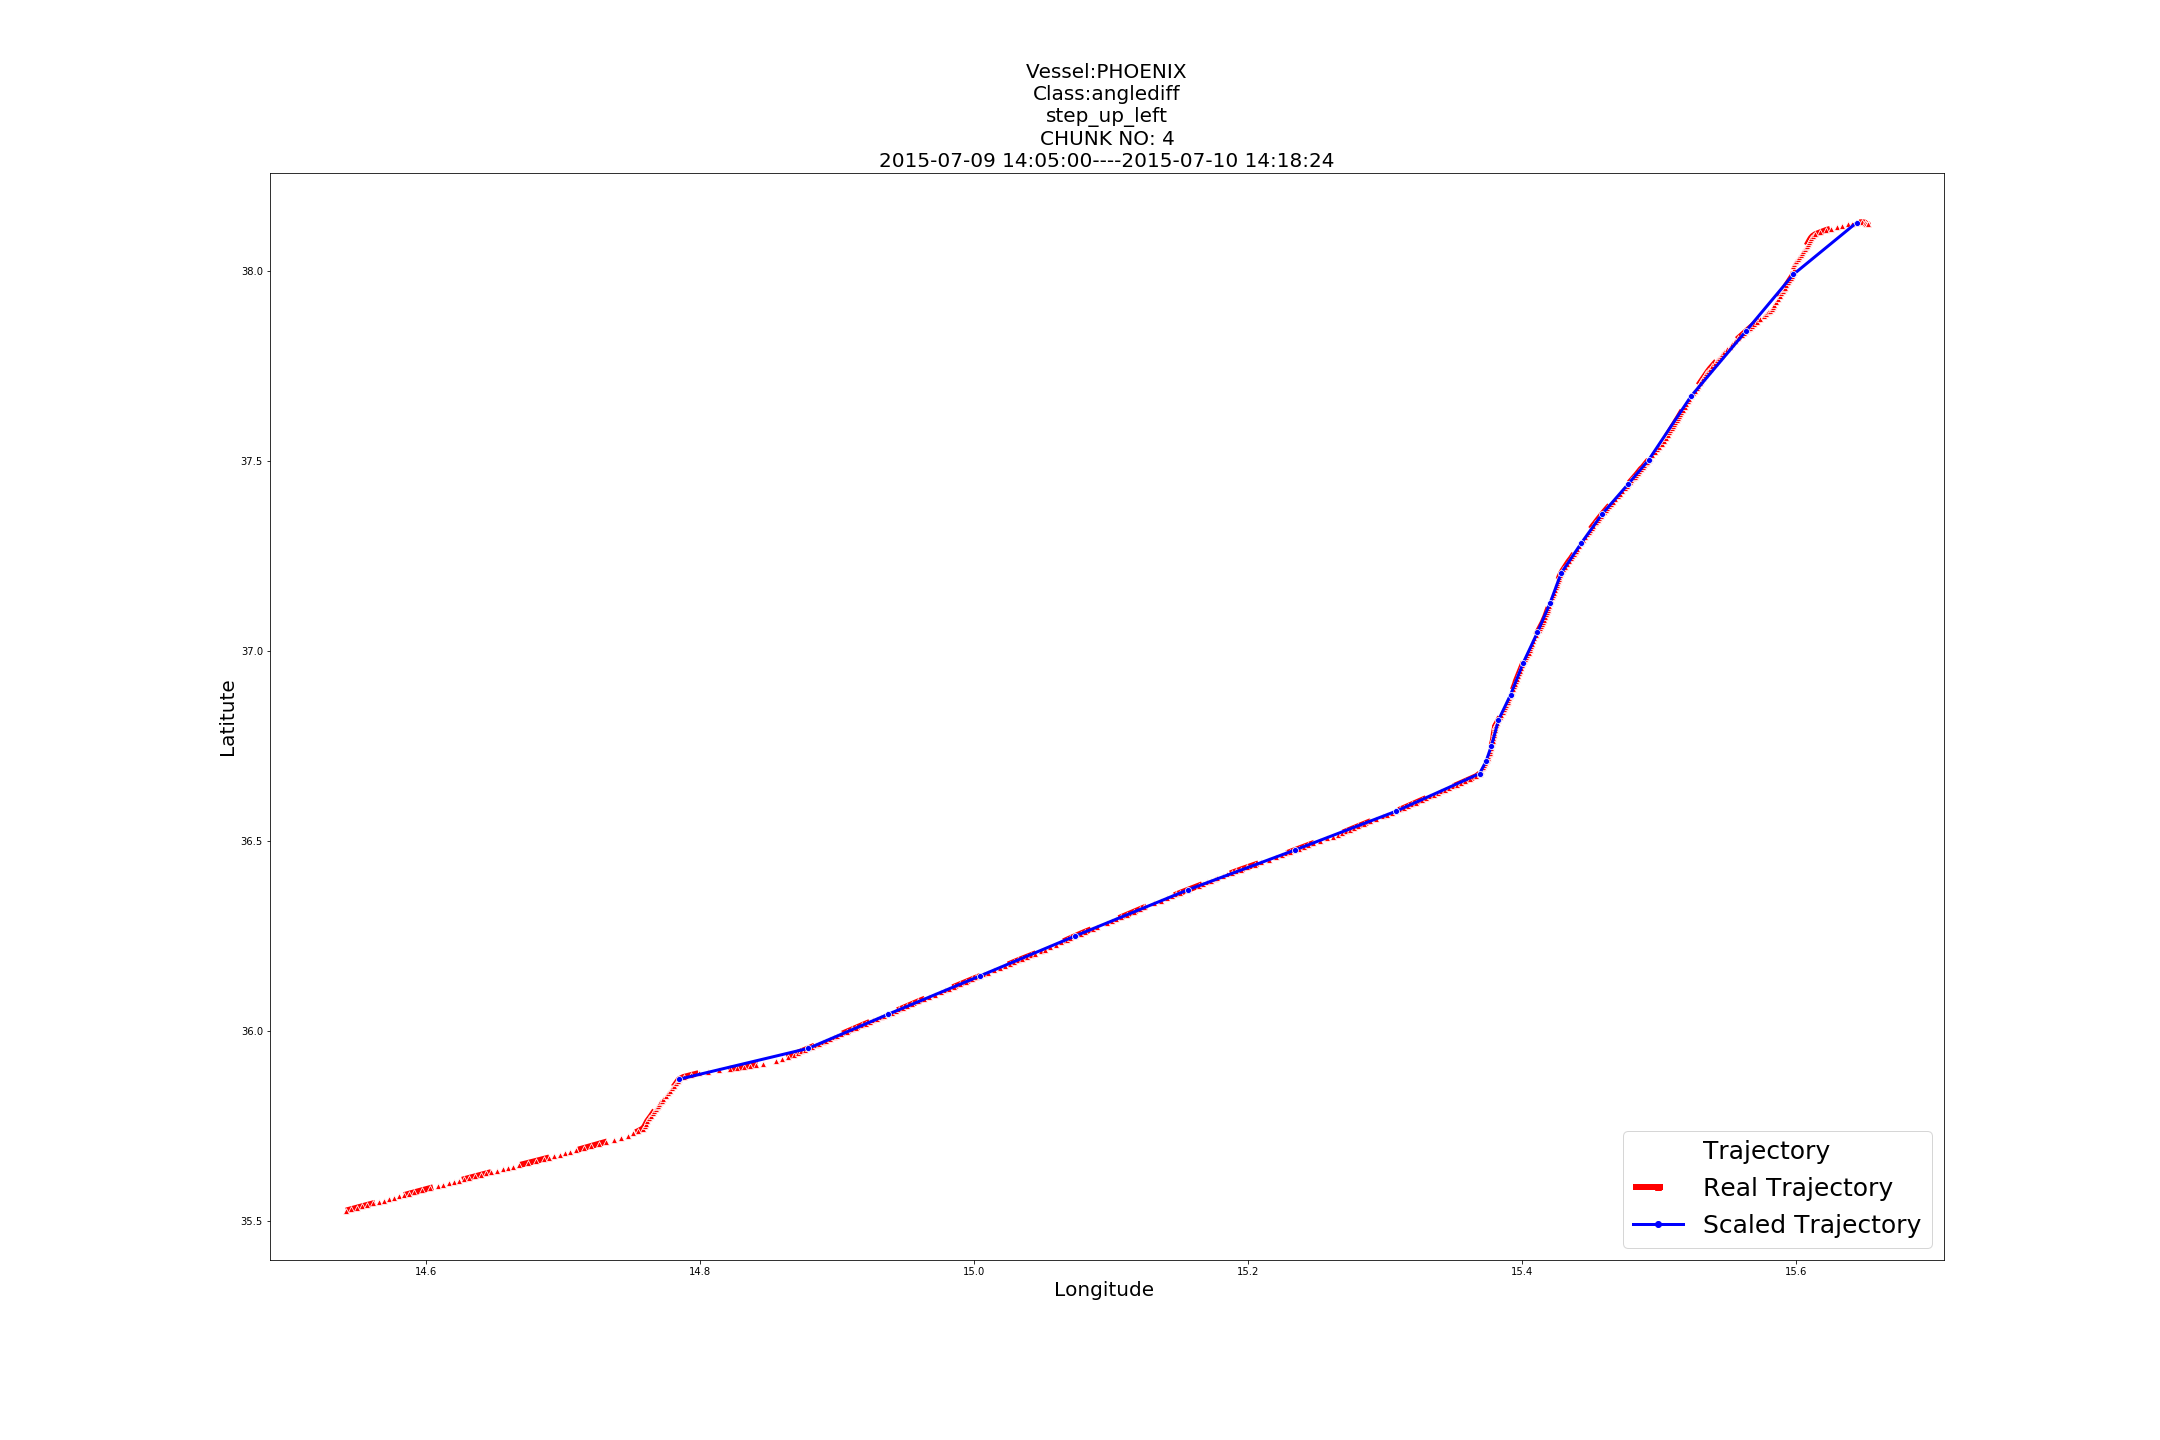 Vessel:PHOENIX
Class:anglediff
step_up_left
CHUNK NO: 4
2015-07-09 14:05:00----2015-07-10 14:18:24
38.0
37.5
37.0
36.5
36.0
35.5
Latitute
14.6
14.8
15.0
15.2
15.4
15.6
Longitude
Trajectory
Real Trajectory
Scaled Trajectory